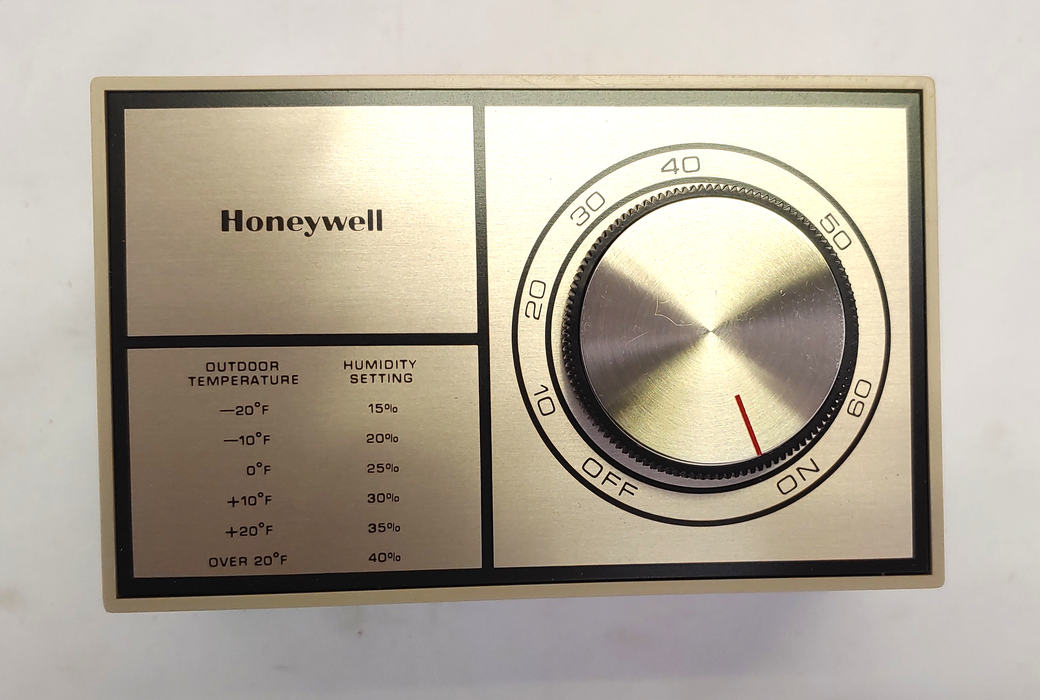 Honeywell
OUTDOOR TEMPERATURE HUMIDITY SETTING
−20°F 15%
−10°F 20%
0°F 25%
+10°F 30%
+20°F 35%
OVER 20°F 40%
OFF
10
20
30
40
50
60
ON